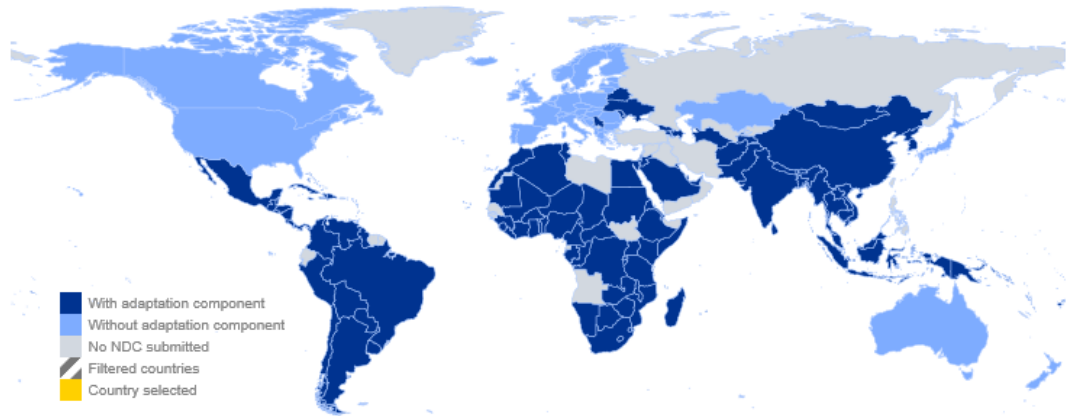 With adaptation component
Without adaptation component
No NDC submitted
Filtered countries
Country selected